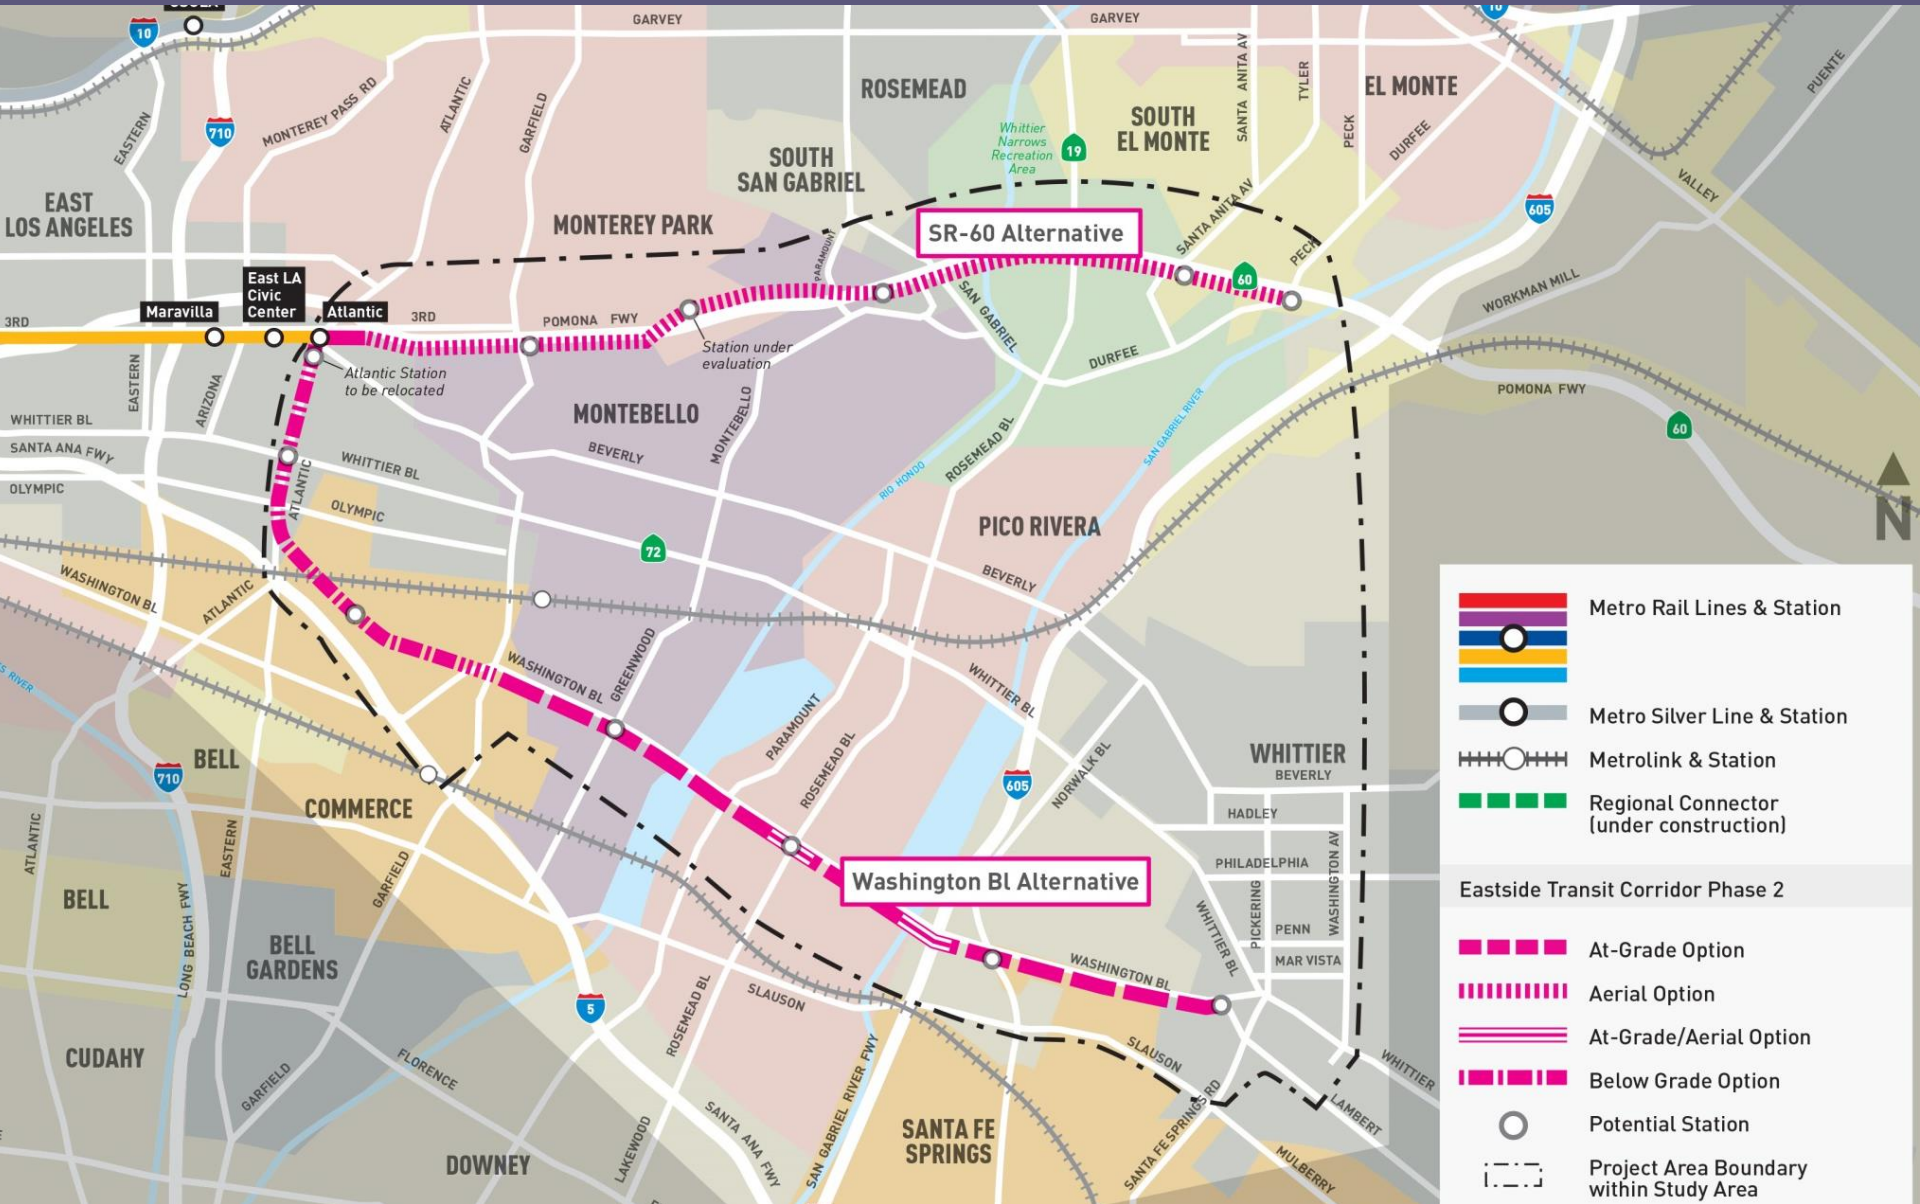 10
GARVEY
GARVEY
10
ROSEMEAD
EL MONTE
SOUTH
EL MONTE
SANTA ANITA AV
TYLER
PECK
DURFEE
PUENTE
MONTEREY PASS RD
ATLANTIC
GARFIELD
EASTERN
710
Whittier
Narrows
Recreation
Area
19
SOUTH
SAN GABRIEL
VALLEY
EAST
LOS ANGELES
MONTEREY PARK
605
SANTA ANITA AV
SR-60 Alternative
PARAMOUNT
PECK
60
WORKMAN MILL
East LA
Civic
Center
Maravilla
Atlantic
3RD
3RD
POMONA FWY
SAN GABRIEL
Station under
evaluation
DURFEE
Atlantic Station
to be relocated
EASTERN
ARIZONA
POMONA FWY
60
WHITTIER BL
SANTA ANA FWY
OLYMPIC
MONTEBELLO
MONTEBELLO
BEVERLY
ROSEMEAD BL
SAN GABRIEL RIVER
RIO HONDO
WHITTIER BL
ATLANTIC
OLYMPIC
PICO RIVERA
N
72
BEVERLY
WASHINGTON BL
ATLANTIC
S RIVER
WASHINGTON BL
GREENWOOD
WHITTIER BL
PARAMOUNT
ROSEMEAD BL
NORWALK BL
605
WHITTIER
BEVERLY
HADLEY
PHILADELPHIA
WASHINGTON AV
PICKERING
PENN
MAR VISTA
WHITTIER BL
BELL
710
COMMERCE
ATLANTIC
EASTERN
GARFIELD
BELL
LONG BEACH FWY
BELL
GARDENS
Washington Bl Alternative
WASHINGTON BL
5
ROSEMEAD BL
SLAUSON
SLAUSON
WHITTIER
LAMBERT
CUDAHY
GARFIELD
FLORENCE
SAN GABRIEL RIVER FWY
SANTA ANA FWY
LAKEWOOD
DOWNEY
SANTA FE
SPRINGS
SANTA FE SPRINGS RD
MULBERRY
Metro Rail Lines & Station
Metro Silver Line & Station
Metrolink & Station
Regional Connector
(under construction)
Eastside Transit Corridor Phase 2
At-Grade Option
Aerial Option
At-Grade/Aerial Option
Below Grade Option
Potential Station
Project Area Boundary
within Study Area